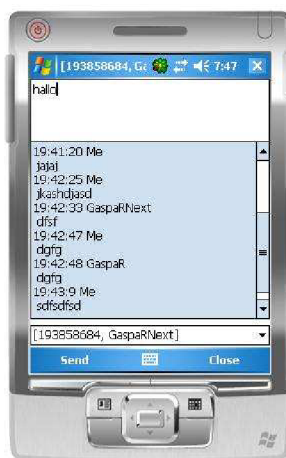 [193858684, Ga 7:47
hallo
19:41:20 Me
jajaj
19:42:25 Me
jkashdjasd
19:42:33 GaspaRNext
dfsf
19:42:47 Me
dgfg
19:42:48 GaspaR
dgfg
19:43:9 Me
sdfsdfsd
[193858684, GaspaRNext]
Send Close